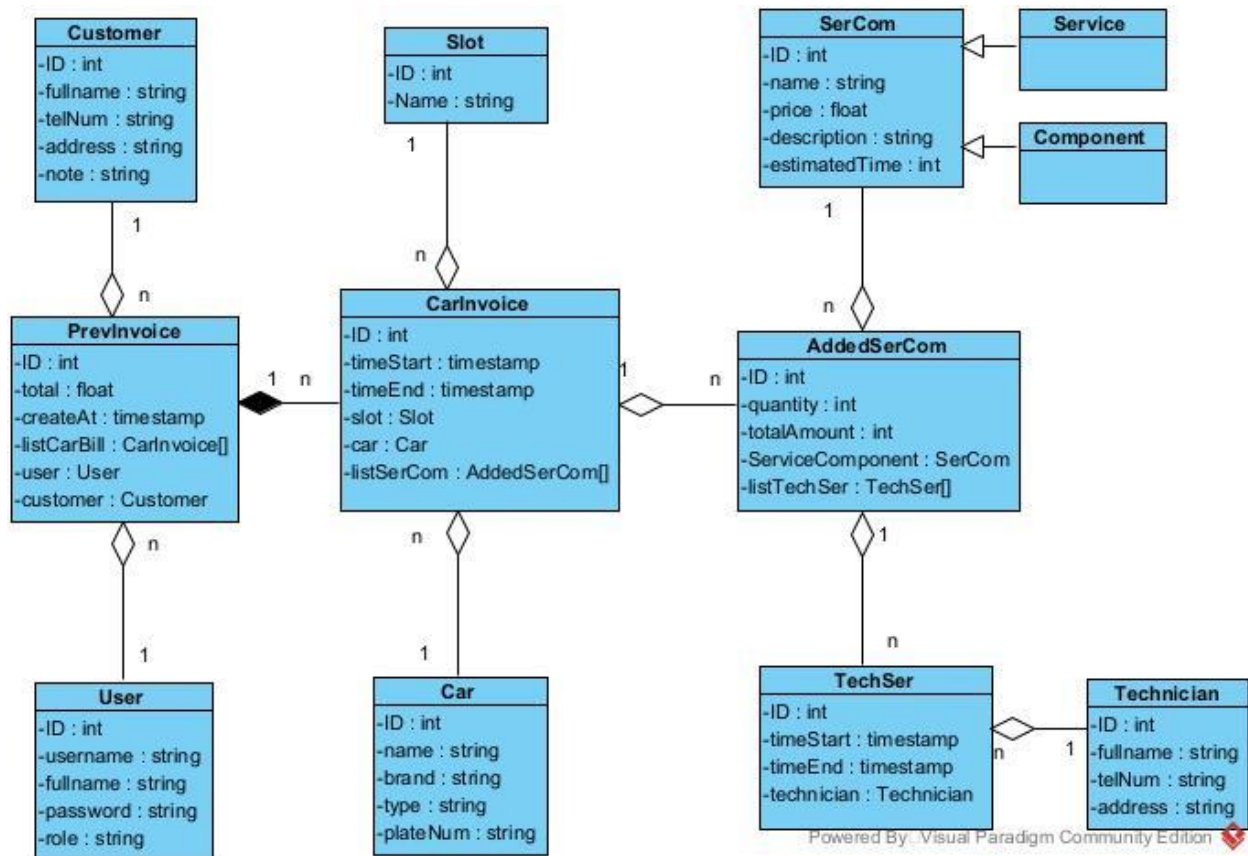 Customer
-ID : int
-fullname : string
-telNum : string
-address : string
-note : string
1
n
Slot
-ID : int
-Name : string
1
n
SerCom
-ID : int
-name : string
-price : float
-description : string
-estimatedTime : int
Service
Component
1
n
PrevInvoice
-ID : int
-total : float
-createAt : timestamp
-listCarBill : CarInvoice[]
-user : User
-customer : Customer
1 n
CarInvoice
-ID : int
-timeStart : timestamp
-timeEnd : timestamp
-slot : Slot
-car : Car
-listSerCom : AddedSerCom[]
1
n
AddedSerCom
-ID : int
-quantity : int
-totalAmount : int
-ServiceComponent : SerCom
-listTechSer : TechSer[]
n
1
n
1
1
n
User
-ID : int
-username : string
-fullname : string
-password : string
-role : string
Car
-ID : int
-name : string
-brand : string
-type : string
-plateNum : string
TechSer
-ID : int
-timeStart : timestamp
-timeEnd : timestamp
-technician : Technician
n
1
Technician
-ID : int
-fullname : string
-telNum : string
-address : string
Powered By Visual Paradigm Community Edition